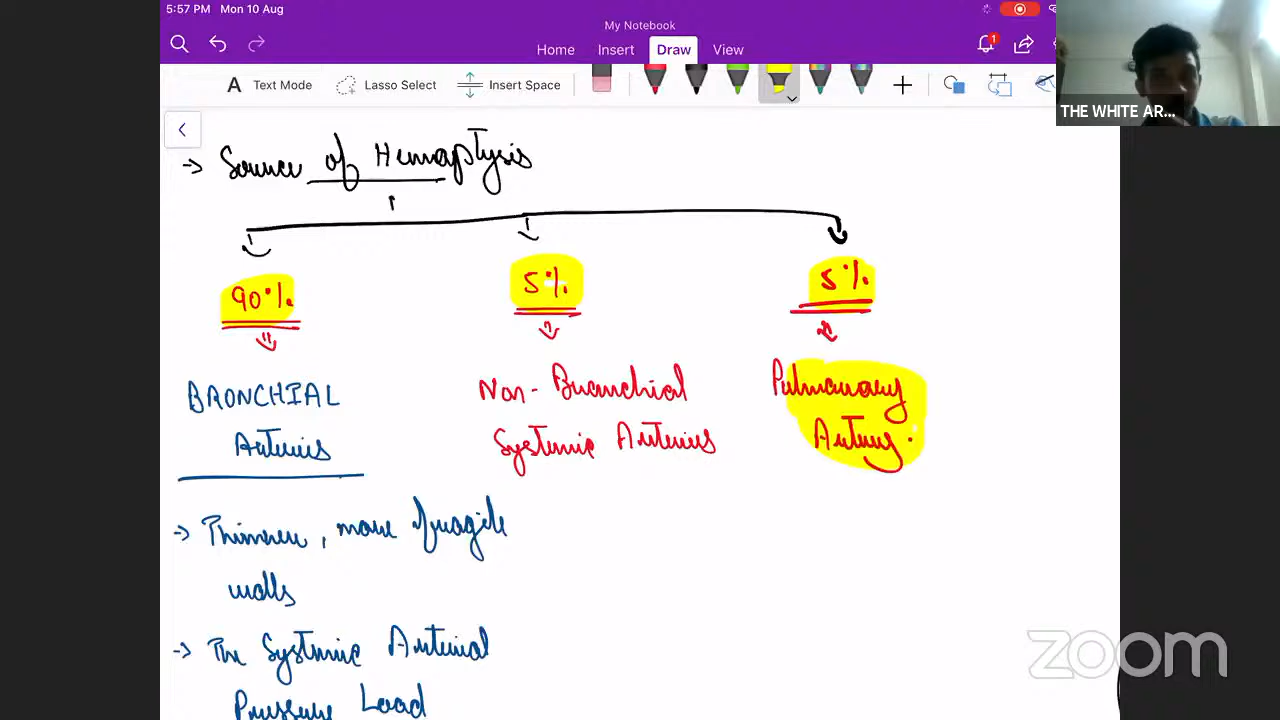 5:57 PM Mon 10 Aug
My Notebook
Home Insert Draw View
1
A Text Mode Lasso Select Insert Space
THE WHITE AR...
→ Source of Hemoptysis
90% 5% 5%
BRONCHIAL Arteries
Non-Bronchial Systemic Arteries
Pulmonary Artery.
→ Thinner, more fragile
walls
→ The Systemic Arterial
Pressure Load
zoom